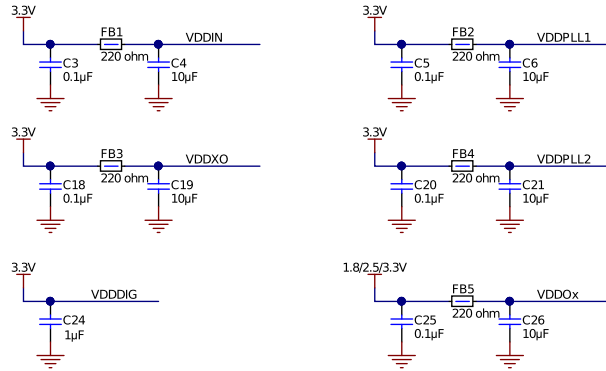 3.3V
FB1
VDDIN
220 ohm
C3
0.1µF
C4
10µF
3.3V
FB2
VDDPLL1
220 ohm
C5
0.1µF
C6
10µF
3.3V
FB3
VDDXO
220 ohm
C18
0.1µF
C19
10µF
3.3V
FB4
VDDPLL2
220 ohm
C20
0.1µF
C21
10µF
3.3V
VDDDIG
C24
1µF
1.8/2.5/3.3V
FB5
VDDOx
220 ohm
C25
0.1µF
C26
10µF